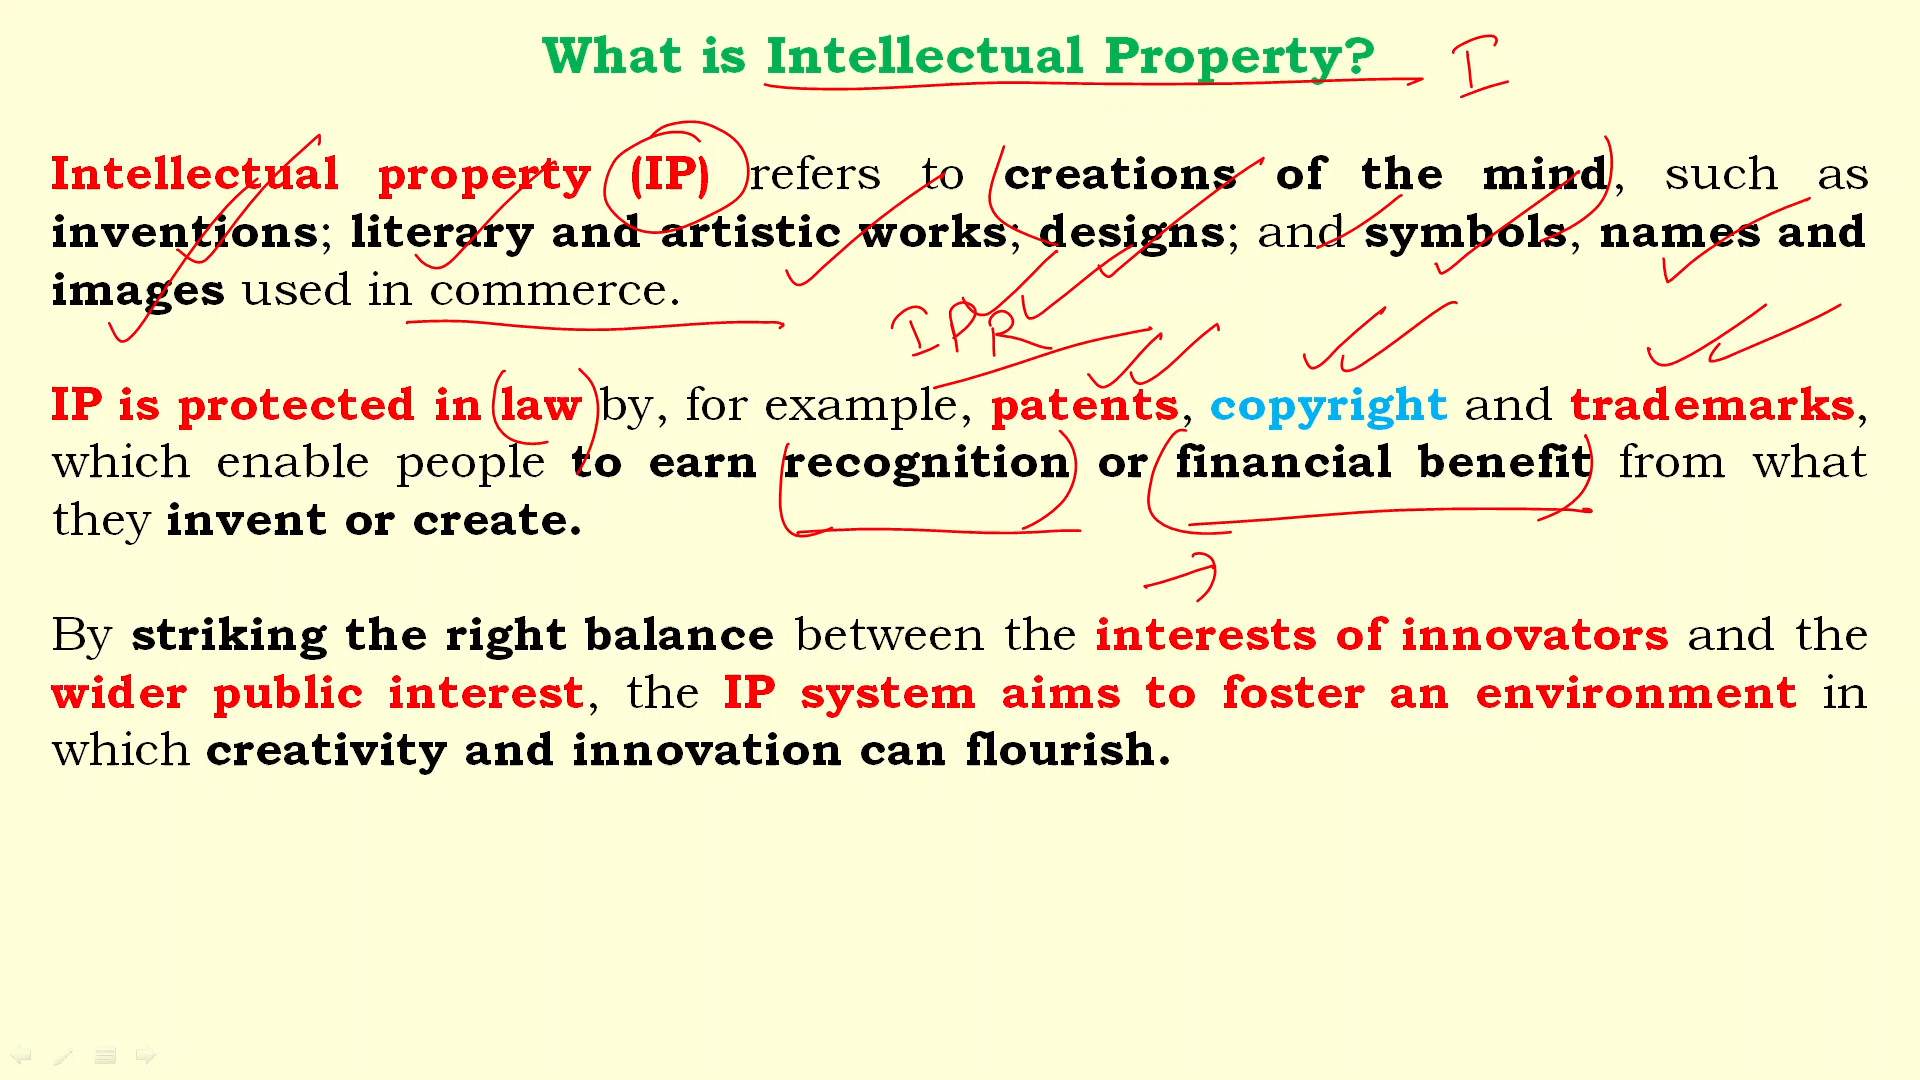 What is Intellectual Property? I
Intellectual property (IP) refers to creations of the mind, such as
inventions; literary and artistic works; designs; and symbols, names and
images used in commerce.
IPR
IP is protected in law by, for example, patents, copyright and trademarks,
which enable people to earn recognition or financial benefit from what
they invent or create.
By striking the right balance between the interests of innovators and the
wider public interest, the IP system aims to foster an environment in
which creativity and innovation can flourish.